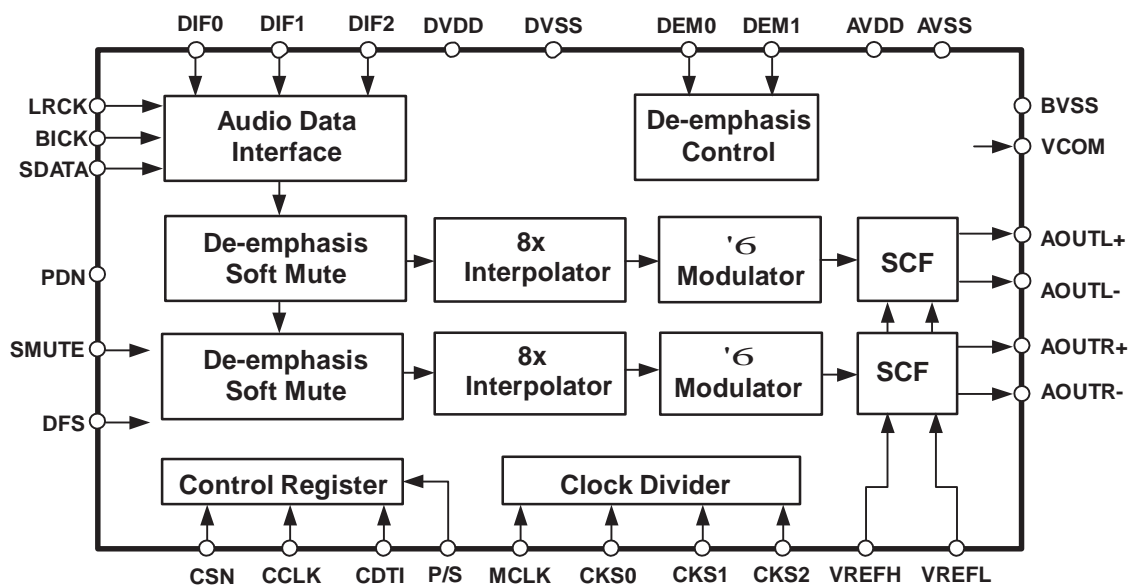 DIF0 DIF1 DIF2 DVDD DVSS DEM0 DEM1 AVDD AVSS
LRCK
BICK
SDATA
Audio Data
Interface
De-emphasis
Control
BVSS
VCOM
De-emphasis
Soft Mute
8x
Interpolator
'6
Modulator
SCF
AOUTL+
AOUTL-
PDN
SMUTE
DFS
De-emphasis
Soft Mute
8x
Interpolator
'6
Modulator
SCF
AOUTR+
AOUTR-
Control Register
Clock Divider
CSN CCLK CDTI P/S MCLK CKS0 CKS1 CKS2 VREFH VREFL